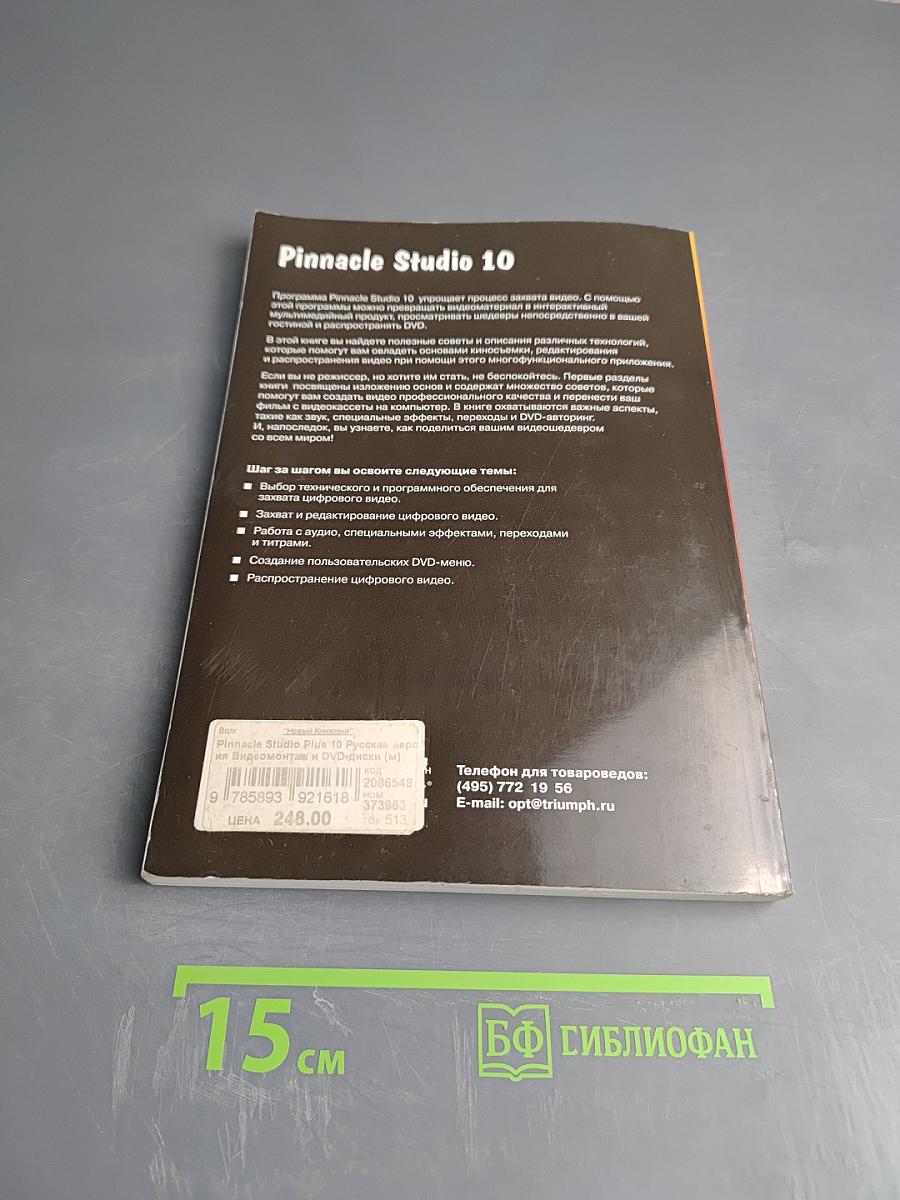 Pinnacle Studio 10
Программа Pinnacle Studio 10 упрощает процесс захвата видео. С помощью
этой программы можно превращать видеоматериал в интерактивный
мультимедийный продукт, просматривать шедевры непосредственно в вашей
гостиной и распространять DVD.
В этой книге вы найдете полезные советы и описания различных технологий,
которые помогут вам овладеть основами киносъемки, редактирования
и распространения видео при помощи этого многофункционального приложения.
Если вы не режиссер, но хотите им стать, не беспокойтесь. Первые разделы
книги посвящены изложению основ и содержат множество советов, которые
помогут вам создать видео профессионального качества и перенести ваш
фильм с видеокассеты на компьютер. В книге охватываются важные аспекты,
такие как звук, специальные эффекты, переходы и DVD-авторинг.
И, напоследок, вы узнаете, как поделиться вашим видеошедевром
со всем миром!
Шаг за шагом вы освоите следующие темы:
■ Выбор технического и программного обеспечения для
захвата цифрового видео.
■ Захват и редактирование цифрового видео.
■ Работа с аудио, специальными эффектами, переходами
и титрами.
■ Создание пользовательских DVD-меню.
■ Распространение цифрового видео.
Волг "Новый Книжный"
Pinnacle Studio Plus 10 Русская верс
ия Видеомонтаж и DVD-диски (м)
код
2086548
ном
373963
9 785893 921618
ЦЕНА 248.00
513
Телефон для товароведов:
(495) 772 19 56
E-mail: opt@triumph.ru
15 см
БФ
БИБЛИОФАН